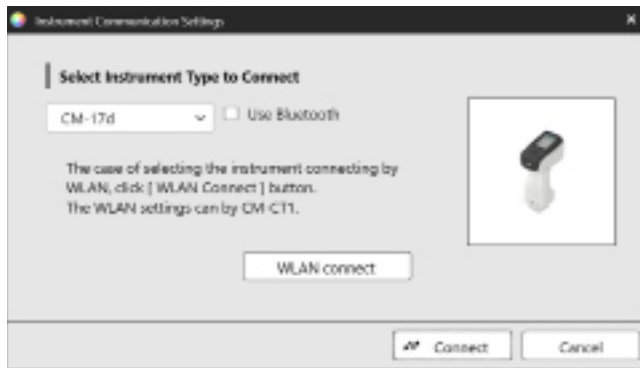 Instrument Communication Settings
Select Instrument Type to Connect
CM-17d
Use Bluetooth
The case of selecting the instrument connecting by
WLAN, click [ WLAN Connect ] button.
The WLAN settings can by CM-CT1.
WLAN connect
Connect
Cancel